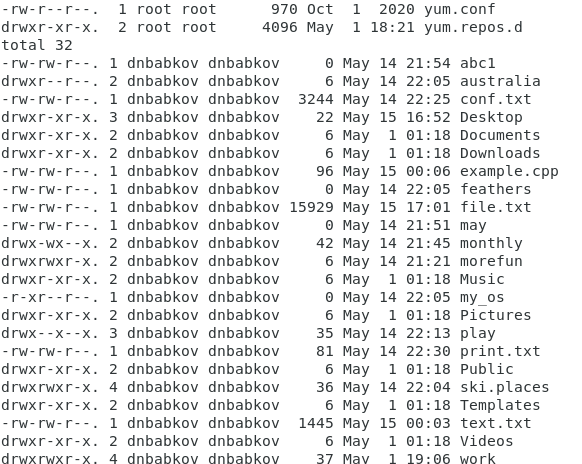 -rw-r--r--.  1 root root      970 Oct  1  2020 yum.conf
drwxr-xr-x.  2 root root     4096 May  1 18:21 yum.repos.d
total 32
-rw-rw-r--. 1 dnbabkov dnbabkov     0 May 14 21:54 abc1
drwxr--r--. 2 dnbabkov dnbabkov     6 May 14 22:05 australia
-rw-rw-r--. 1 dnbabkov dnbabkov  3244 May 14 22:25 conf.txt
drwxr-xr-x. 3 dnbabkov dnbabkov    22 May 15 16:52 Desktop
drwxr-xr-x. 2 dnbabkov dnbabkov     6 May  1 01:18 Documents
drwxr-xr-x. 2 dnbabkov dnbabkov     6 May  1 01:18 Downloads
-rw-rw-r--. 1 dnbabkov dnbabkov    96 May 15 00:06 example.cpp
-rw-rw-r--. 1 dnbabkov dnbabkov     0 May 14 22:05 feathers
-rw-rw-r--. 1 dnbabkov dnbabkov 15929 May 15 17:01 file.txt
-rw-rw-r--. 1 dnbabkov dnbabkov     0 May 14 21:51 may
drwx-wx--x. 2 dnbabkov dnbabkov    42 May 14 21:45 monthly
drwxrwxr-x. 2 dnbabkov dnbabkov     6 May 14 21:21 morefun
drwxr-xr-x. 2 dnbabkov dnbabkov     6 May  1 01:18 Music
-r-xr--r--. 1 dnbabkov dnbabkov     0 May 14 22:05 my_os
drwxr-xr-x. 2 dnbabkov dnbabkov     6 May  1 01:18 Pictures
drwx--x--x. 3 dnbabkov dnbabkov    35 May 14 22:13 play
-rw-rw-r--. 1 dnbabkov dnbabkov    81 May 14 22:30 print.txt
drwxr-xr-x. 2 dnbabkov dnbabkov     6 May  1 01:18 Public
drwxrwxr-x. 4 dnbabkov dnbabkov    36 May 14 22:04 ski.places
drwxr-xr-x. 2 dnbabkov dnbabkov     6 May  1 01:18 Templates
-rw-rw-r--. 1 dnbabkov dnbabkov  1445 May 15 00:03 text.txt
drwxr-xr-x. 2 dnbabkov dnbabkov     6 May  1 01:18 Videos
drwxrwxr-x. 4 dnbabkov dnbabkov    37 May  1 19:06 work